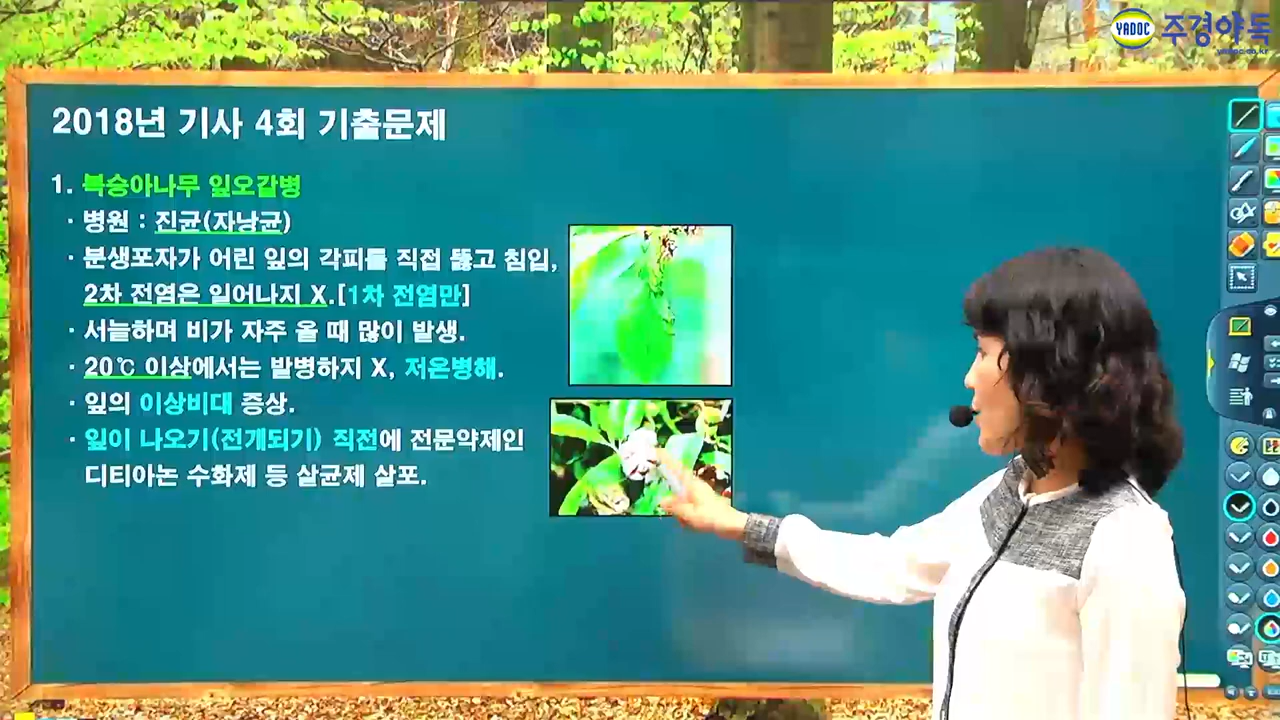 YADOC 주경야독
yadoc.co.kr
2018년 기사 4회 기출문제
1. 복숭아나무 잎오갈병
· 병원 : 진균(자낭균)
· 분생포자가 어린 잎의 각피를 직접 뚫고 침입,
2차 전염은 일어나지 X.[1차 전염만]
· 서늘하며 비가 자주 올 때 많이 발생.
· 20℃ 이상에서는 발병하지 X, 저온병해.
· 잎의 이상비대 증상.
· 잎이 나오기(전개되기) 직전에 전문약제인
디티아논 수화제 등 살균제 살포.